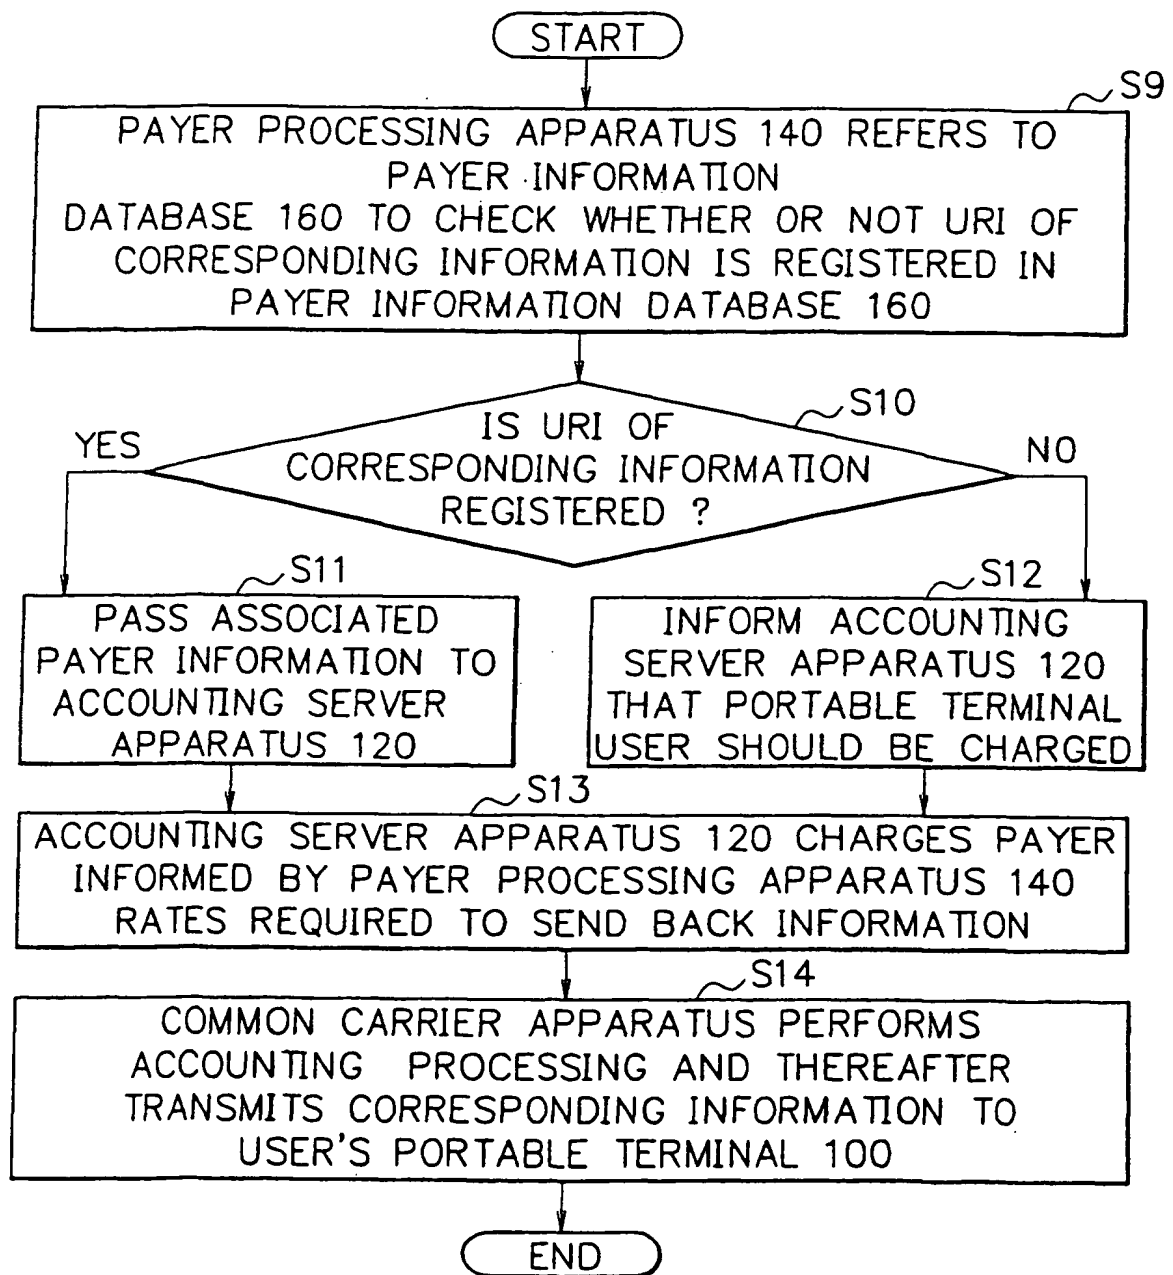 START
S9
PAYER PROCESSING APPARATUS 140 REFERS TO
PAYER INFORMATION
DATABASE 160 TO CHECK WHETHER OR NOT URI OF
CORRESPONDING INFORMATION IS REGISTERED IN
PAYER INFORMATION DATABASE 160
S10
IS URI OF
CORRESPONDING INFORMATION
REGISTERED ?
YES
NO
S11
PASS ASSOCIATED
PAYER INFORMATION TO
ACCOUNTING SERVER
APPARATUS 120
S12
INFORM ACCOUNTING
SERVER APPARATUS 120
THAT PORTABLE TERMINAL
USER SHOULD BE CHARGED
S13
ACCOUNTING SERVER APPARATUS 120 CHARGES PAYER
INFORMED BY PAYER PROCESSING APPARATUS 140
RATES REQUIRED TO SEND BACK INFORMATION
S14
COMMON CARRIER APPARATUS PERFORMS
ACCOUNTING PROCESSING AND THEREAFTER
TRANSMITS CORRESPONDING INFORMATION TO
USER'S PORTABLE TERMINAL 100
END